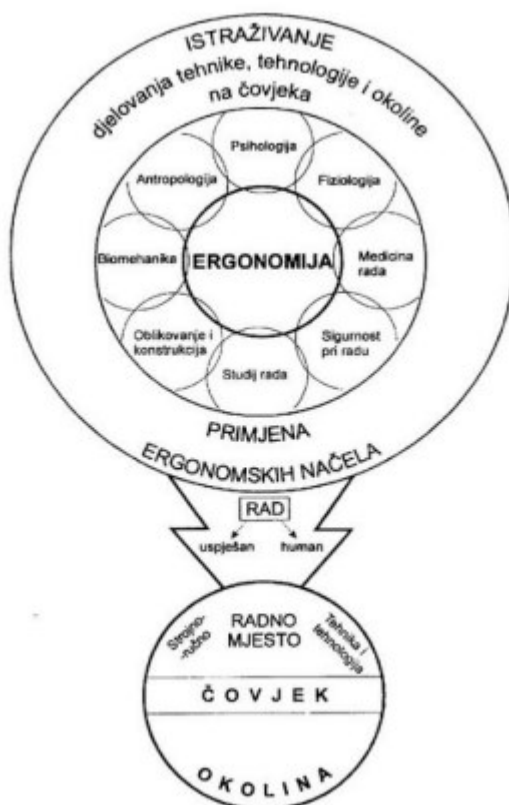 ISTRAŽIVANJE
djelovanja tehnike, tehnologije i okoline
na čovjeka
Psihologija
Antropologija
Fiziologija
Biomehanika
ERGONOMIJA
Medicina
rada
Oblikovanje i
konstrukcija
Sigurnost
pri radu
Studij rada
PRIMJENA
ERGONOMSKIH NAČELA
RAD
uspješan
human
Strojno-
-ručno
RADNO
MJESTO
Tehnika i
tehnologija
ČOVJEK
OKOLINA